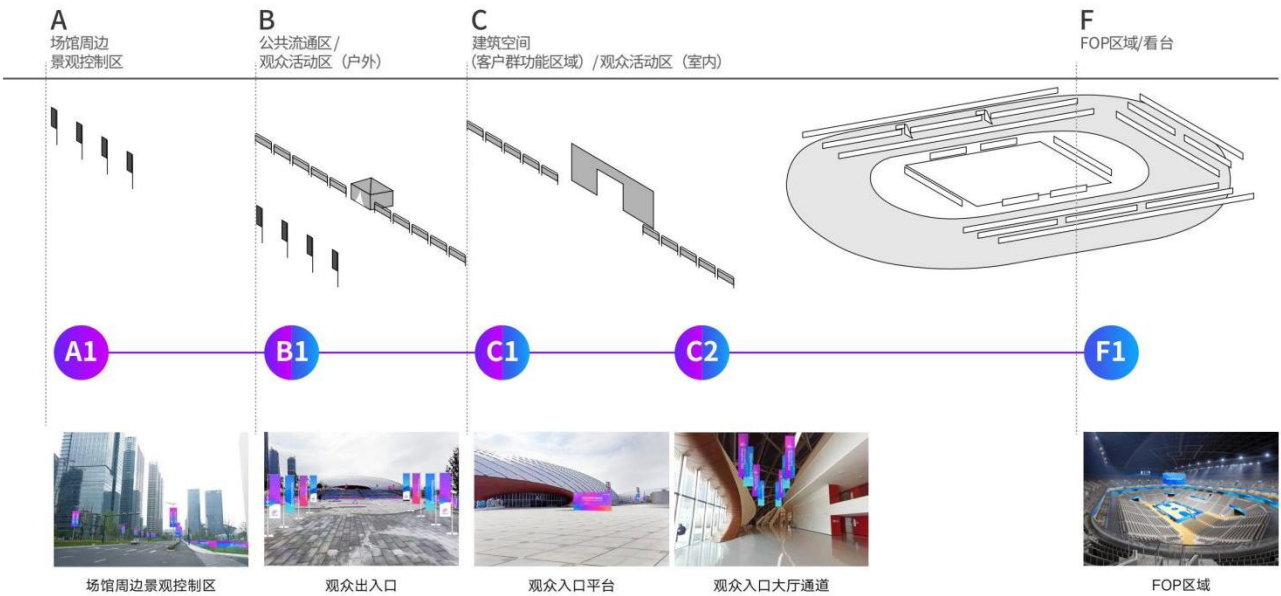 A
场馆周边
景观控制区
B
公共流通区/
观众活动区（户外）
C
建筑空间
（客户群功能区域）/观众活动区（室内）
F
FOP区域/看台
A1
B1
C1
C2
F1
场馆周边景观控制区
观众出入口
观众入口平台
观众入口大厅通道
FOP区域